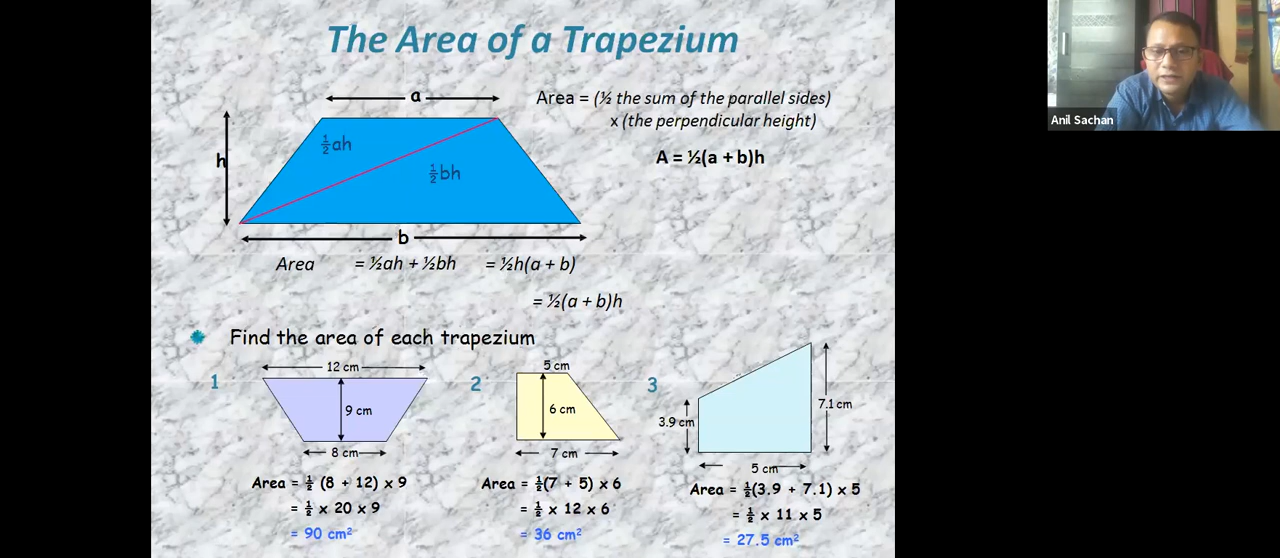 The Area of a Trapezium
a
Area = (½ the sum of the parallel sides)
x (the perpendicular height)
½ah
h
A = ½(a + b)h
½bh
b
Area = ½ah + ½bh = ½h(a + b)
= ½(a + b)h
Find the area of each trapezium
1
12 cm
9 cm
8 cm
Area = ½ (8 + 12) x 9
= ½ x 20 x 9
= 90 cm²
2
5 cm
6 cm
7 cm
Area = ½(7 + 5) x 6
= ½ x 12 x 6
= 36 cm²
3
3.9 cm
7.1 cm
5 cm
Area = ½(3.9 + 7.1) x 5
= ½ x 11 x 5
= 27.5 cm²
Anil Sachan